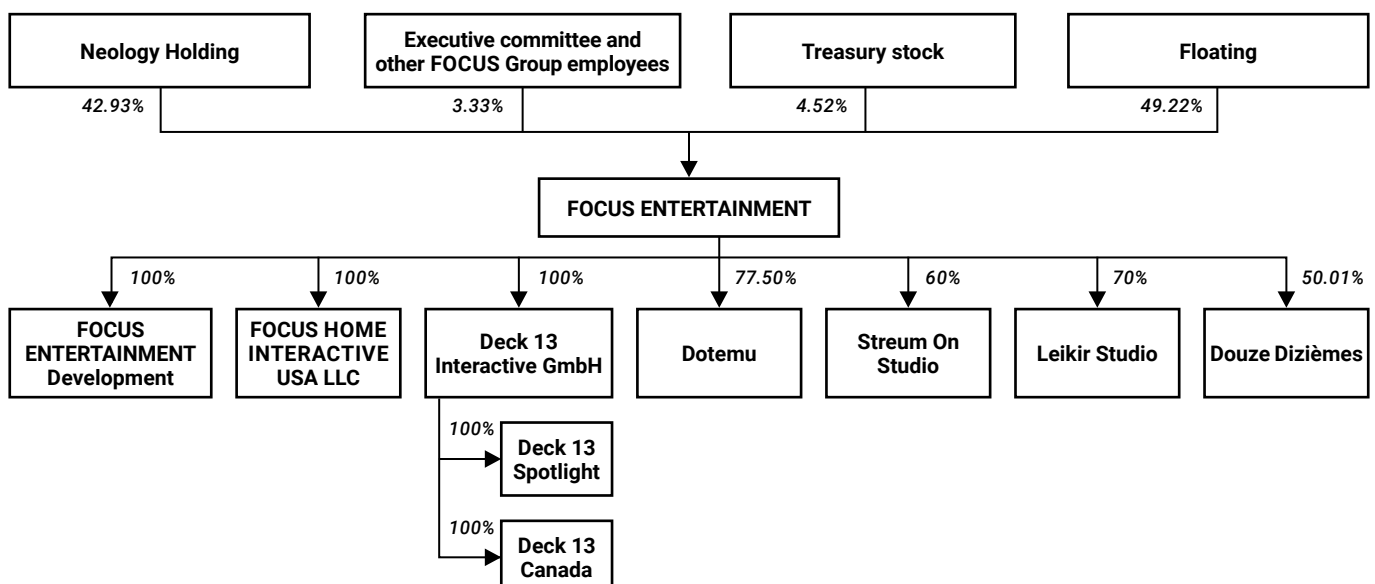 Neology Holding
Executive committee and
other FOCUS Group employees
Treasury stock
Floating
42.93%
3.33%
4.52%
49.22%
FOCUS ENTERTAINMENT
100%
100%
100%
77.50%
60%
70%
50.01%
FOCUS
ENTERTAINMENT
Development
FOCUS HOME
INTERACTIVE
USA LLC
Deck 13
Interactive GmbH
Dotemu
Streum On
Studio
Leikir Studio
Douze Dizièmes
100%
Deck 13
Spotlight
100%
Deck 13
Canada